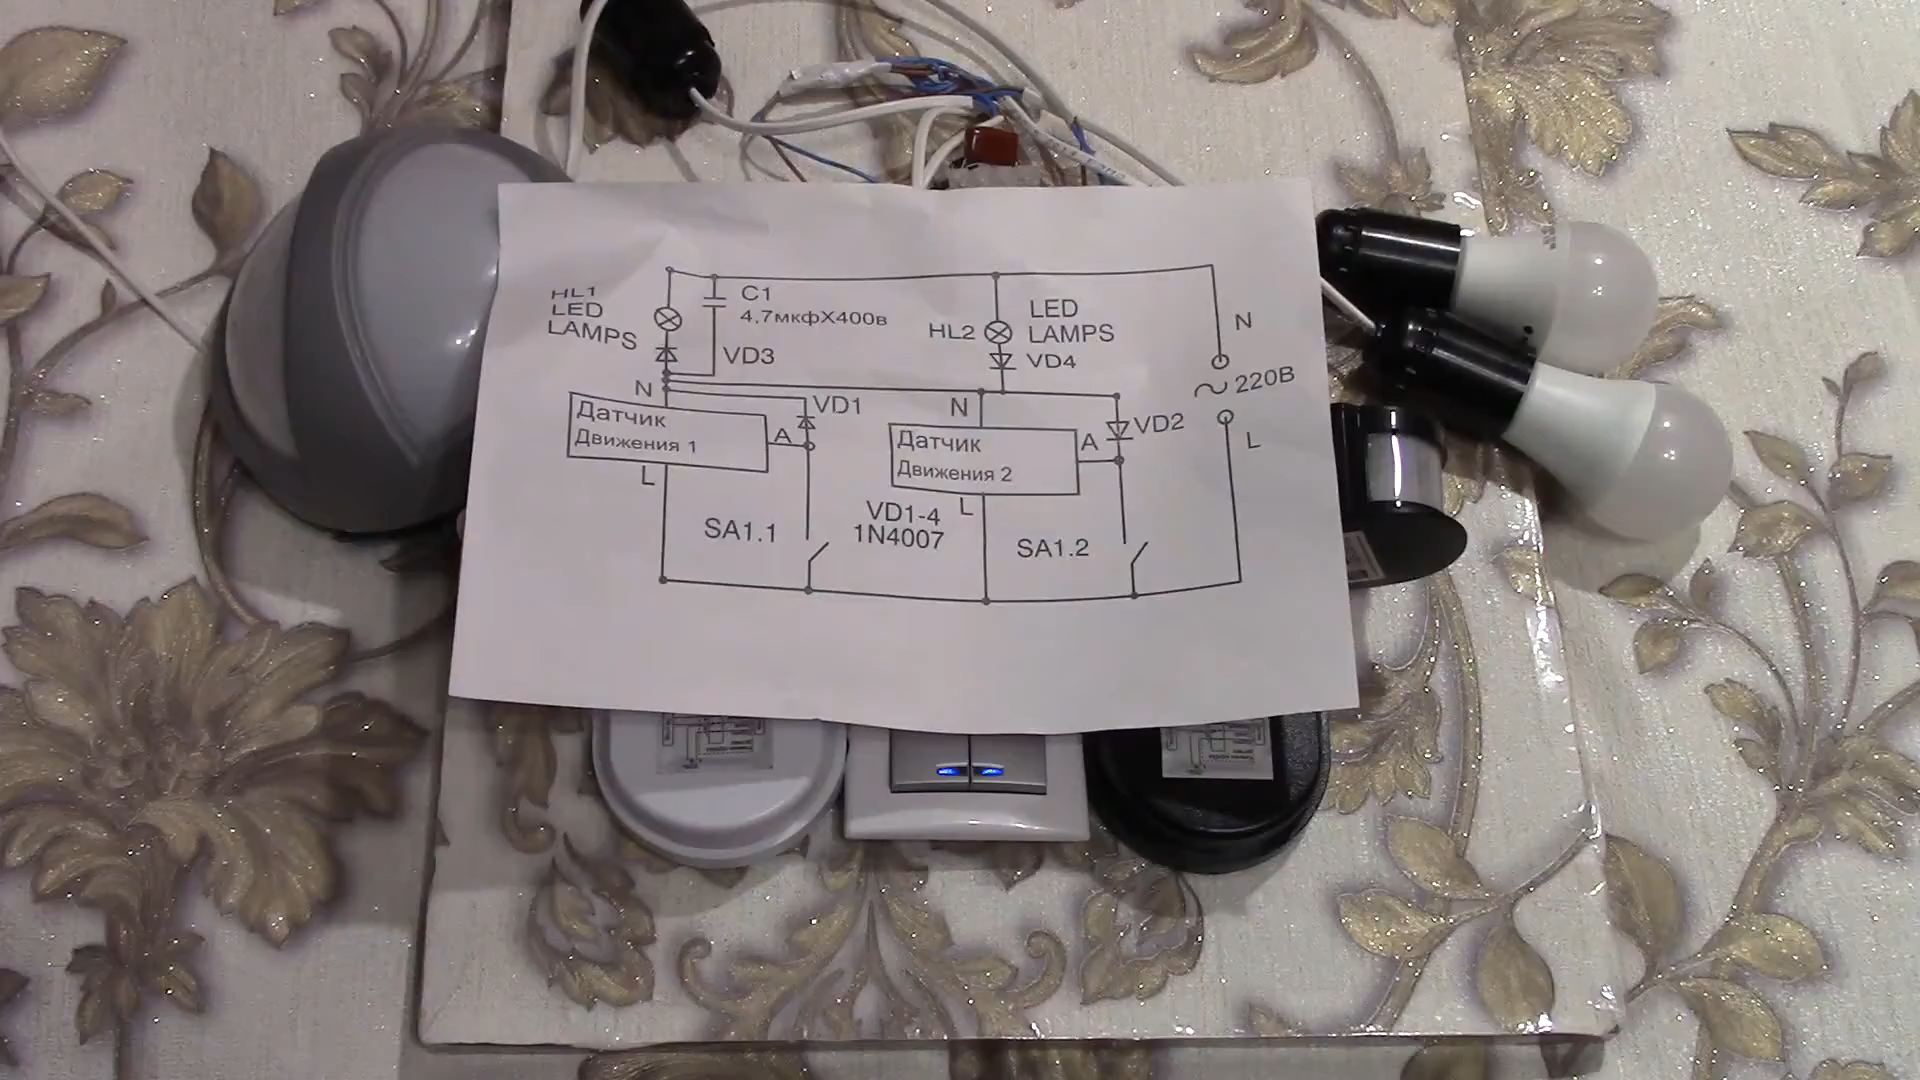 HL1
LED
LAMPS
C1
4,7мкфX400в
VD3
HL2
LED
LAMPS
VD4
N
220В
L
N
Датчик
Движения 1
L
A
VD1
N
Датчик
Движения 2
L
A
VD2
SA1.1
VD1-4
1N4007
SA1.2